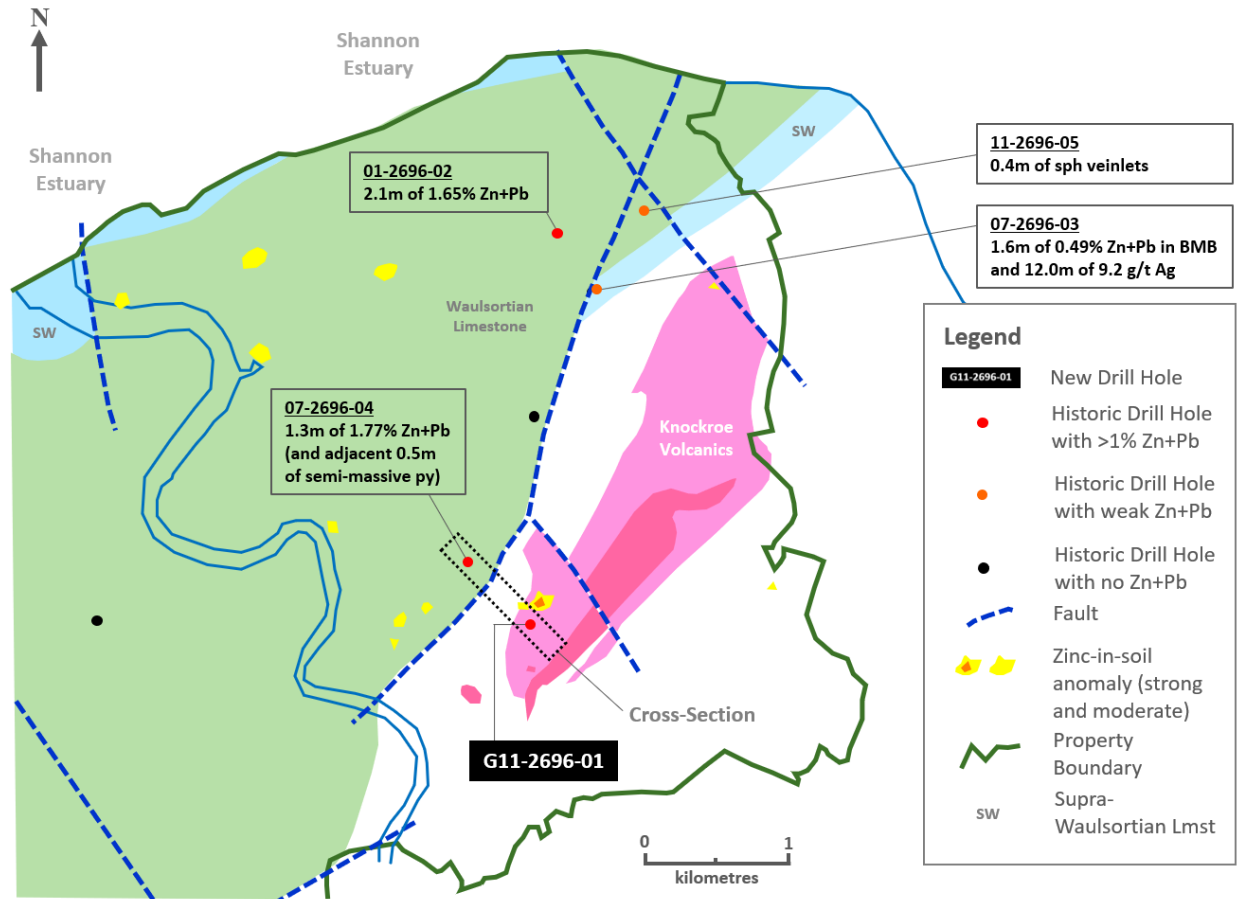 N
Shannon
Estuary
Shannon
Estuary
SW
01-2696-02
2.1m of 1.65% Zn+Pb
11-2696-05
0.4m of sph veinlets
07-2696-03
1.6m of 0.49% Zn+Pb in BMB
and 12.0m of 9.2 g/t Ag
Waulsortian
Limestone
SW
07-2696-04
1.3m of 1.77% Zn+Pb
(and adjacent 0.5m
of semi-massive py)
Knockroe
Volcanics
Cross-Section
G11-2696-01
0 1
kilometres
Legend
G11-2696-01 New Drill Hole
Historic Drill Hole
with >1% Zn+Pb
Historic Drill Hole
with weak Zn+Pb
Historic Drill Hole
with no Zn+Pb
Fault
Zinc-in-soil
anomaly (strong
and moderate)
Property
Boundary
SW Supra-
Waulsortian Lmst